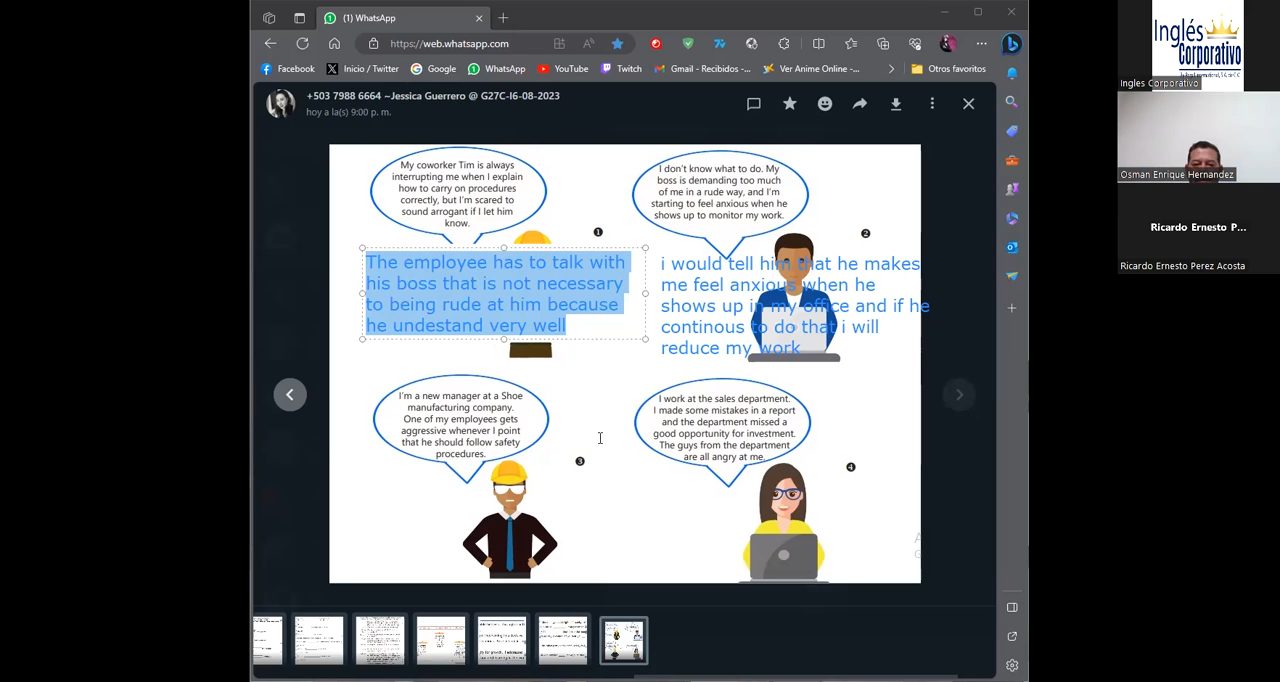 (1) WhatsApp
https://web.whatsapp.com
Facebook
Inicio / Twitter
Google
WhatsApp
YouTube
Twitch
Gmail - Recibidos -...
Ver Anime Online -...
Otros favoritos
+503 7988 6664 ~Jessica Guerrero @ G27C-I6-08-2023
hoy a la(s) 9:00 p. m.
My coworker Tim is always
interrupting me when I explain
how to carry on procedures
correctly, but I'm scared to
sound arrogant if I let him
know.
1
I don't know what to do. My
boss is demanding too much
of me in a rude way, and I'm
starting to feel anxious when he
shows up to monitor my work.
2
The employee has to talk with
his boss that is not necessary
to being rude at him because
he undestand very well
i would tell him that he makes
me feel anxious when he
shows up in my office and if he
continous to do that i will
reduce my work
I'm a new manager at a Shoe
manufacturing company.
One of my employees gets
aggressive whenever I point
that he should follow safety
procedures.
3
I work at the sales department.
I made some mistakes in a report
and the department missed a
good opportunity for investment.
The guys from the department
are all angry at me.
4
Inglés
Corporativo
Ingles Corporativo
Osman Enrique Hernandez
Ricardo Ernesto P...
Ricardo Ernesto Perez Acosta